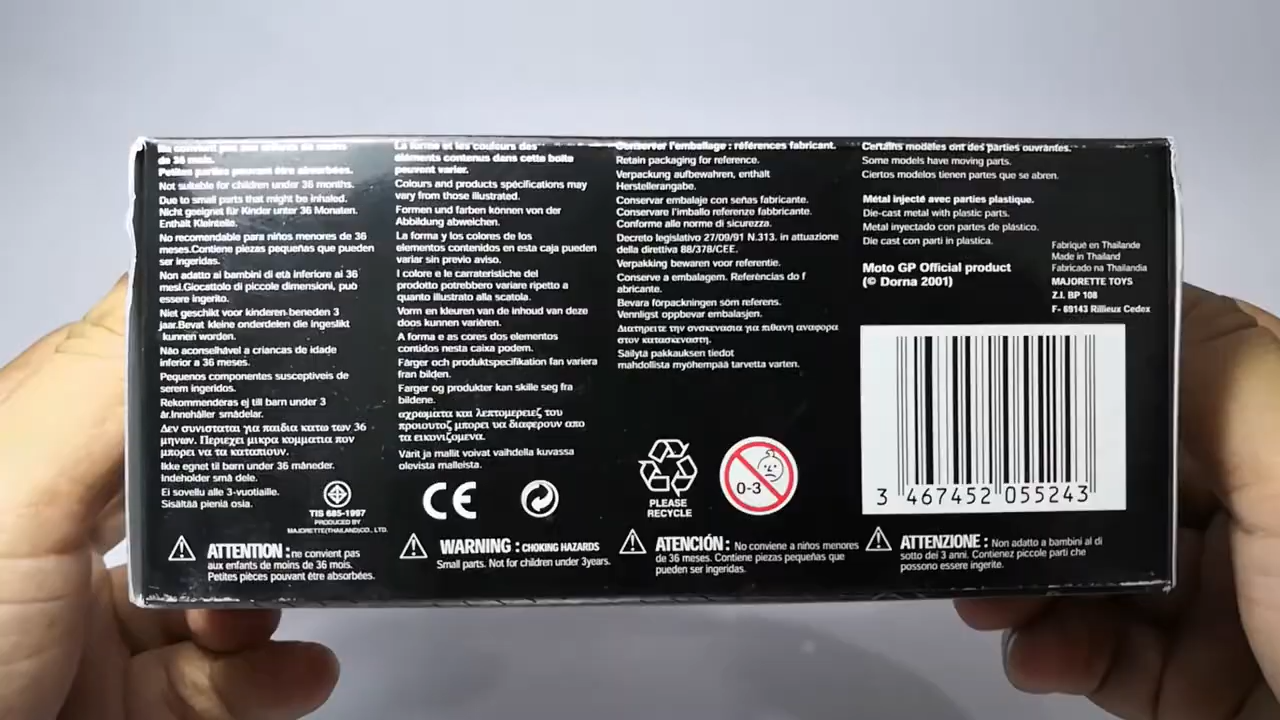 Ne convient pas aux enfants de moins
de 36 mois.
Petites parties pouvant être absorbées.
Not suitable for children under 36 months.
Due to small parts that might be inhaled.
Nicht geeignet für Kinder unter 36 Monaten.
Enthält Kleinteile.
No recomendable para niños menores de 36
meses.Contiene piezas pequeñas que pueden
ser ingeridas.
Non adatto ai bambini di età inferiore ai 36
mesi.Giocattolo di piccole dimensioni, può
essere ingerito.
Niet geschikt voor kinderen beneden 3
jaar.Bevat kleine onderdelen die ingeslikt
kunnen worden.
Não aconselhável a criancas de idade
inferior a 36 meses.
Pequenos componentes susceptiveis de
serem ingeridos.
Rekommenderas ej till barn under 3
år.Innehåller smådelar.
Δεν συνισταται για παιδια κατω των 36
μηνων. Περιεχει μικρα κομματια πον
μπορει να τα καταπιουν.
Ikke egnet til barn under 36 måneder.
Indeholder små dele.
Ei sovellu alle 3-vuotiaille.
Sisältää pieniä osia.
TIS 685-1997
PRODUCED BY
MAJORETTE(THAILAND)CO., LTD.
La forme et les couleurs des
éléments contenus dans cette boite
peuvent varier.
Colours and products spécifications may
vary from those illustrated.
Formen und farben können von der
Abbildung abweichen.
La forma y los colores de los
elementos contenidos en esta caja pueden
variar sin previo aviso.
I colore e le carrateristiche del
prodotto potrebbero variare ripetto a
quanto illustrato alla scatola.
Vorm en kleuren van de inhoud van deze
doos kunnen variëren.
A forma e as cores dos elementos
contidos nesta caixa podem.
Färger och produktspecifikation fan variera
fran bilden.
Farger og produkter kan skille seg fra
bildene.
αχρωματα και λεπτομερειεζ του
προιουτοζ μπορει να διαφερουν απο
τα εικονιζομενα.
Värit ja mallit voivat vaihdella kuvassa
olevista malleista.
CE
Conserver l'emballage : références fabricant.
Retain packaging for reference.
Verpackung aufbewahren, enthält
Herstellerangabe.
Conservar embalaje con señas fabricante.
Conservare l'imballo referenze fabbricante.
Conforme alle norme di sicurezza.
Decreto legislativo 27/09/91 N.313. in attuazione
della direttiva 88/378/CEE.
Verpakking bewaren voor referentie.
Conserve a embalagem. Referências do f
abricante.
Bevara förpackningen som referens.
Vennligst oppbevar embalasjen.
Διατηρειτε την συσκευασια για πιθανη αναφορα
στον κατασκευαστη.
Säilytä pakkauksen tiedot
mahdollista myöhempää tarvetta varten.
PLEASE
RECYCLE
0-3
Certains modèles ont des parties ouvrantes.
Some models have moving parts.
Ciertos modelos tienen partes que se abren.
Métal injecté avec parties plastique.
Die-cast metal with plastic parts.
Metal inyectado con partes de plástico.
Die cast con parti in plastica.
Moto GP Official product
(© Dorna 2001)
Fabriqué en Thaïlande
Made in Thailand
Fabricado na Thailandia
MAJORETTE TOYS
Z.I. BP 108
F- 69143 Rillieux Cedex
3 467452 055243
ATTENTION : ne convient pas
aux enfants de moins de 36 mois.
Petites pièces pouvant être absorbées.
WARNING : CHOKING HAZARDS
Small parts. Not for children under 3years.
ATENCIÓN : No conviene a niños menores
de 36 meses. Contiene piezas pequeñas que
pueden ser ingeridas.
ATTENZIONE : Non adatto a bambini al di
sotto dei 3 anni. Contienez piccole parti che
possono essere ingerite.